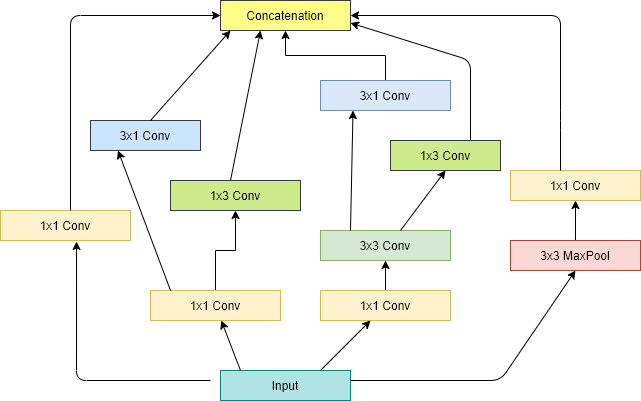 Concatenation
3x1 Conv
3x1 Conv
1x3 Conv
1x3 Conv
1x1 Conv
1x1 Conv
3x3 Conv
3x3 MaxPool
1x1 Conv
1x1 Conv
Input